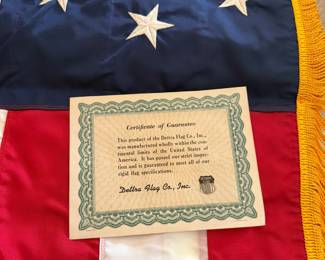 Certificate of Guarantee
This product of the Dettra Flag Co., Inc.,
was manufactured wholly within the con-
tinental limits of the United States of
America. It has passed our strict inspec-
tion and is guaranteed to meet all of our
rigid flag specifications.
Dettra Flag Co., Inc.